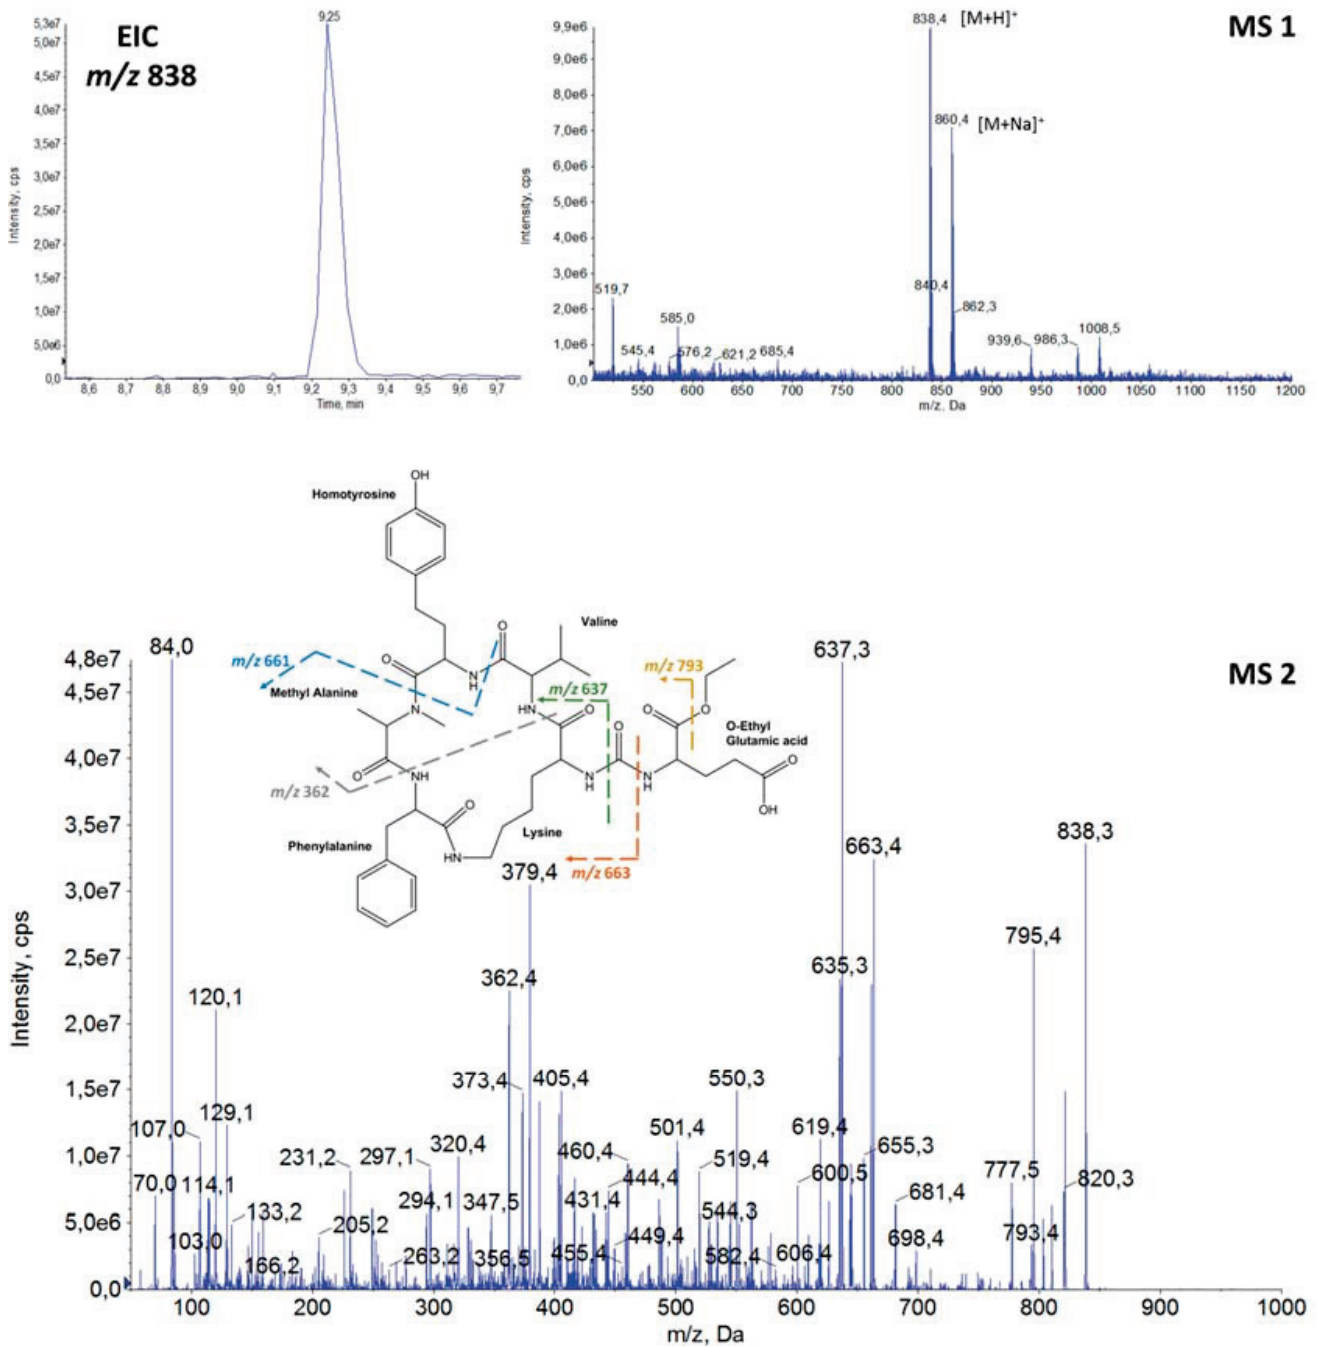 EIC
m/z 838
9,25
5,3e7
5,0e7
4,5e7
4,0e7
3,5e7
3,0e7
2,5e7
2,0e7
1,5e7
1,0e7
5,0e6
0,0
Intensity, cps
8,6 8,7 8,8 8,9 9,0 9,1 9,2 9,3 9,4 9,5 9,6 9,7
Time, min
MS 1
838,4 [M+H]+
860,4 [M+Na]+
9,9e6
9,0e6
8,0e6
7,0e6
6,0e6
5,0e6
4,0e6
3,0e6
2,0e6
1,0e6
0,0
Intensity, cps
519,7
545,4
585,0
576,2
621,2
685,4
840,4
862,3
939,6
986,3
1008,5
550 600 650 700 750 800 850 900 950 1000 1050 1100 1150 1200
m/z, Da
OH
Homotyrosine
O
Valine
m/z 661
O
N
H
m/z 793
Methyl Alanine
N
m/z 637
HN
O
O
O
O
O-Ethyl
Glutamic acid
O
NH
m/z 362
N
H
N
H
O
OH
O
Lysine
Phenylalanine
HN
m/z 663
MS 2
4,8e7
4,5e7
4,0e7
3,5e7
3,0e7
2,5e7
2,0e7
1,5e7
1,0e7
5,0e6
0,0
Intensity, cps
84,0
637,3
838,3
663,4
379,4
795,4
362,4
635,3
120,1
373,4
405,4
550,3
129,1
107,0
501,4
619,4
655,3
231,2
297,1
320,4
460,4
519,4
600,5
777,5
820,3
70,0
114,1
294,1
347,5
444,4
431,4
544,3
681,4
133,2
205,2
103,0
166,2
263,2
356,5
455,4
449,4
582,4
606,4
698,4
793,4
100 200 300 400 500 600 700 800 900 1000
m/z, Da